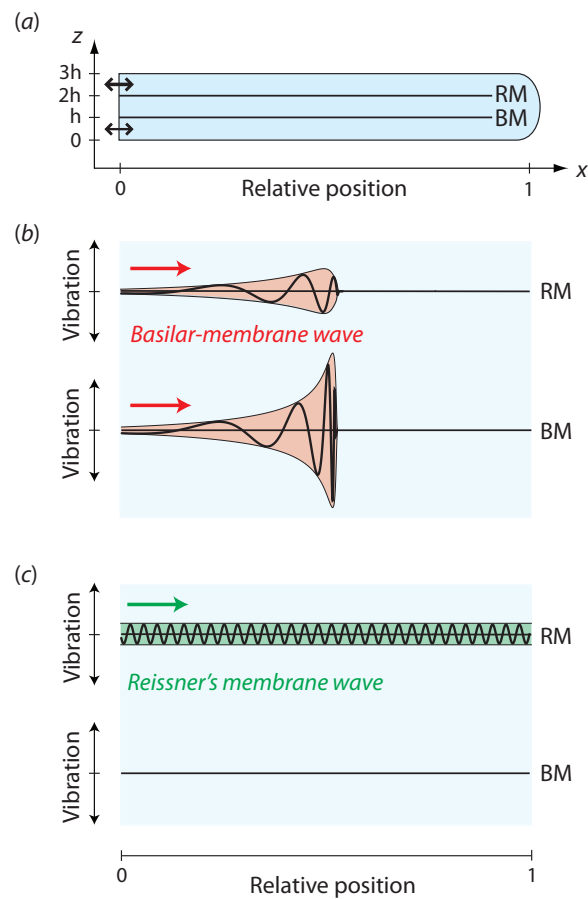 (a)
z
3h
2h
h
0
RM
BM
0
Relative position
1
x
(b)
Vibration
RM
Basilar-membrane wave
Vibration
BM
(c)
Vibration
RM
Reissner's membrane wave
Vibration
BM
0
Relative position
1